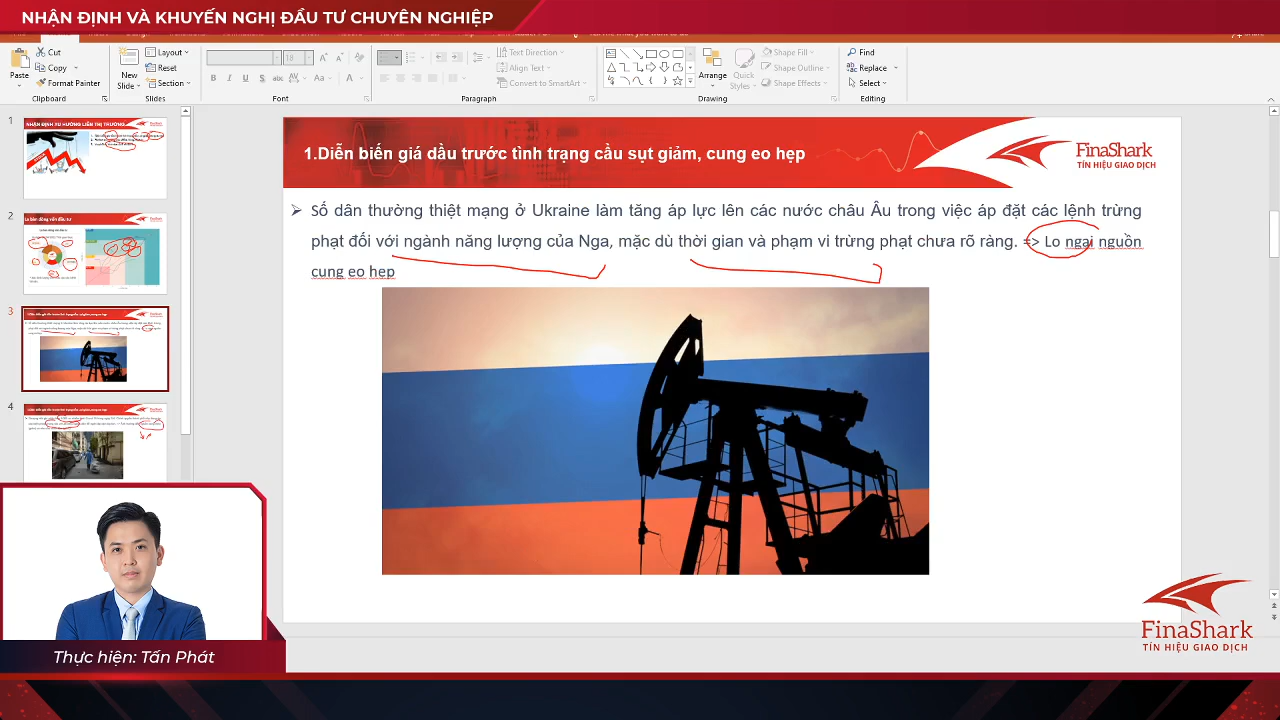 NHẬN ĐỊNH VÀ KHUYẾN NGHỊ ĐẦU TƯ CHUYÊN NGHIỆP
Paste
Cut
Copy
Format Painter
Clipboard
New
Slide
Layout
Reset
Section
Slides
18
Font
Text Direction
Align Text
Convert to SmartArt
Paragraph
Arrange
Quick
Styles
Shape Fill
Shape Outline
Shape Effects
Drawing
Find
Replace
Select
Editing
1
2
3
4
1.Diễn biến giá dầu trước tình trạng cầu sụt giảm, cung eo hẹp
FinaShark
TÍN HIỆU GIAO DỊCH
➢ Số dân thường thiệt mạng ở Ukraine làm tăng áp lực lên các nước châu Âu trong việc áp đặt các lệnh trừng
phạt đối với ngành năng lượng của Nga, mặc dù thời gian và phạm vi trừng phạt chưa rõ ràng. => Lo ngại nguồn
cung eo hẹp
FinaShark
TÍN HIỆU GIAO DỊCH
Thực hiện: Tấn Phát